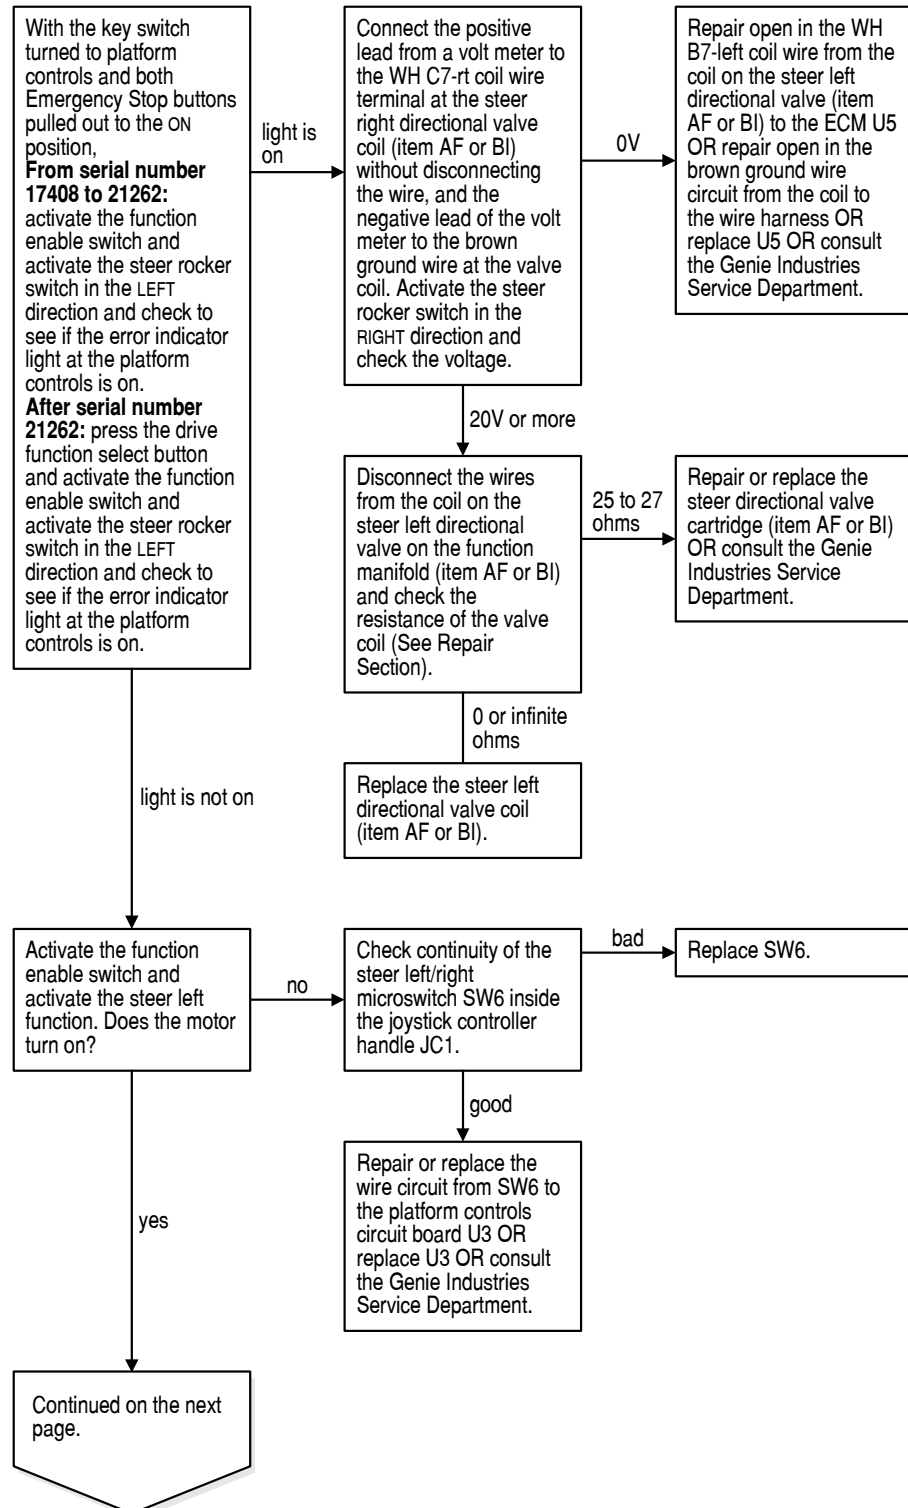 With the key switch
turned to platform
controls and both
Emergency Stop buttons
pulled out to the ON
position,
From serial number
17408 to 21262:
activate the function
enable switch and
activate the steer rocker
switch in the LEFT
direction and check to
see if the error indicator
light at the platform
controls is on.
After serial number
21262: press the drive
function select button
and activate the function
enable switch and
activate the steer rocker
switch in the LEFT
direction and check to
see if the error indicator
light at the platform
controls is on.
light is
on
Connect the positive
lead from a volt meter to
the WH C7-rt coil wire
terminal at the steer
right directional valve
coil (item AF or BI)
without disconnecting
the wire, and the
negative lead of the volt
meter to the brown
ground wire at the valve
coil. Activate the steer
rocker switch in the
RIGHT direction and
check the voltage.
0V
Repair open in the WH
B7-left coil wire from the
coil on the steer left
directional valve (item
AF or BI) to the ECM U5
OR repair open in the
brown ground wire
circuit from the coil to
the wire harness OR
replace U5 OR consult
the Genie Industries
Service Department.
20V or more
Disconnect the wires
from the coil on the
steer left directional
valve on the function
manifold (item AF or BI)
and check the
resistance of the valve
coil (See Repair
Section).
25 to 27
ohms
Repair or replace the
steer directional valve
cartridge (item AF or BI)
OR consult the Genie
Industries Service
Department.
0 or infinite
ohms
Replace the steer left
directional valve coil
(item AF or BI).
light is not on
Activate the function
enable switch and
activate the steer left
function. Does the motor
turn on?
no
Check continuity of the
steer left/right
microswitch SW6 inside
the joystick controller
handle JC1.
bad
Replace SW6.
good
Repair or replace the
wire circuit from SW6 to
the platform controls
circuit board U3 OR
replace U3 OR consult
the Genie Industries
Service Department.
yes
Continued on the next
page.